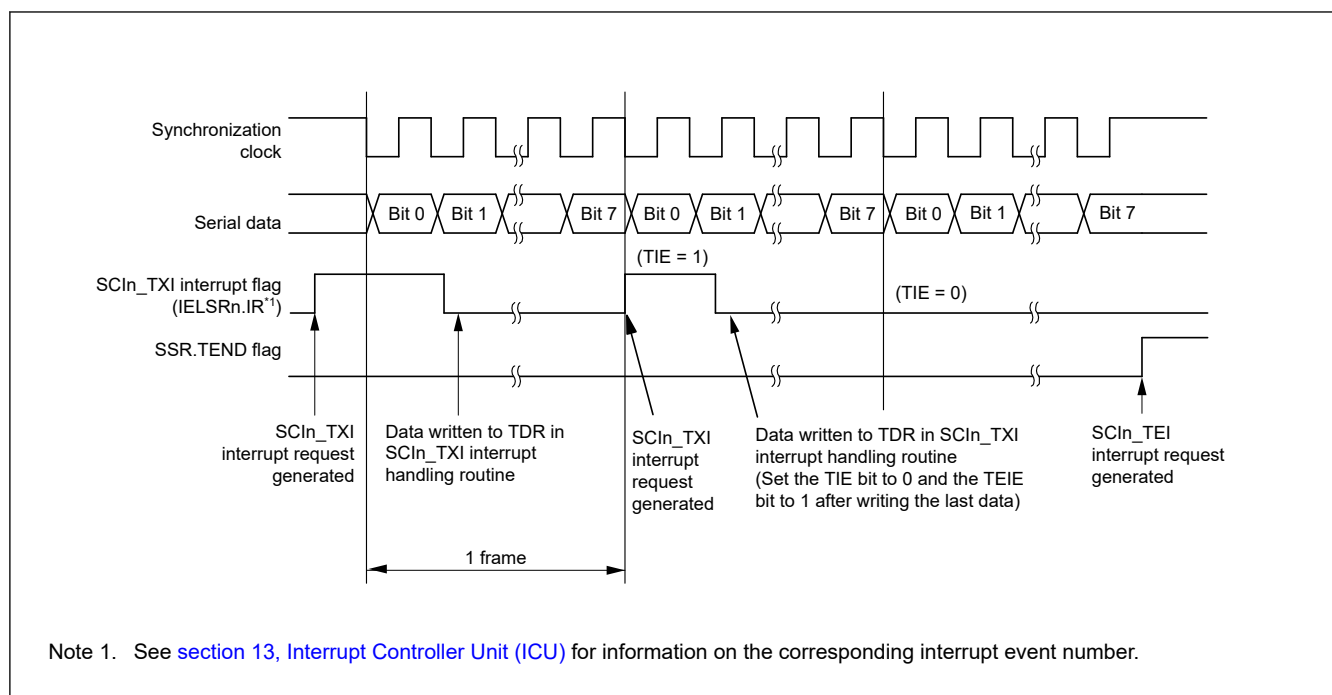 Synchronization
clock
Serial data
Bit 0 Bit 1 Bit 7 Bit 0 Bit 1 Bit 7 Bit 0 Bit 1 Bit 7
(TIE = 1)
SCIn_TXI interrupt flag
(IELSRn.IR*1)
(TIE = 0)
SSR.TEND flag
SCIn_TXI
interrupt request
generated
Data written to TDR in
SCIn_TXI interrupt
handling routine
SCIn_TXI
interrupt
request
generated
Data written to TDR in SCIn_TXI
interrupt handling routine
(Set the TIE bit to 0 and the TEIE
bit to 1 after writing the last data)
SCIn_TEI
interrupt request
generated
1 frame
Note 1. See section 13, Interrupt Controller Unit (ICU) for information on the corresponding interrupt event number.